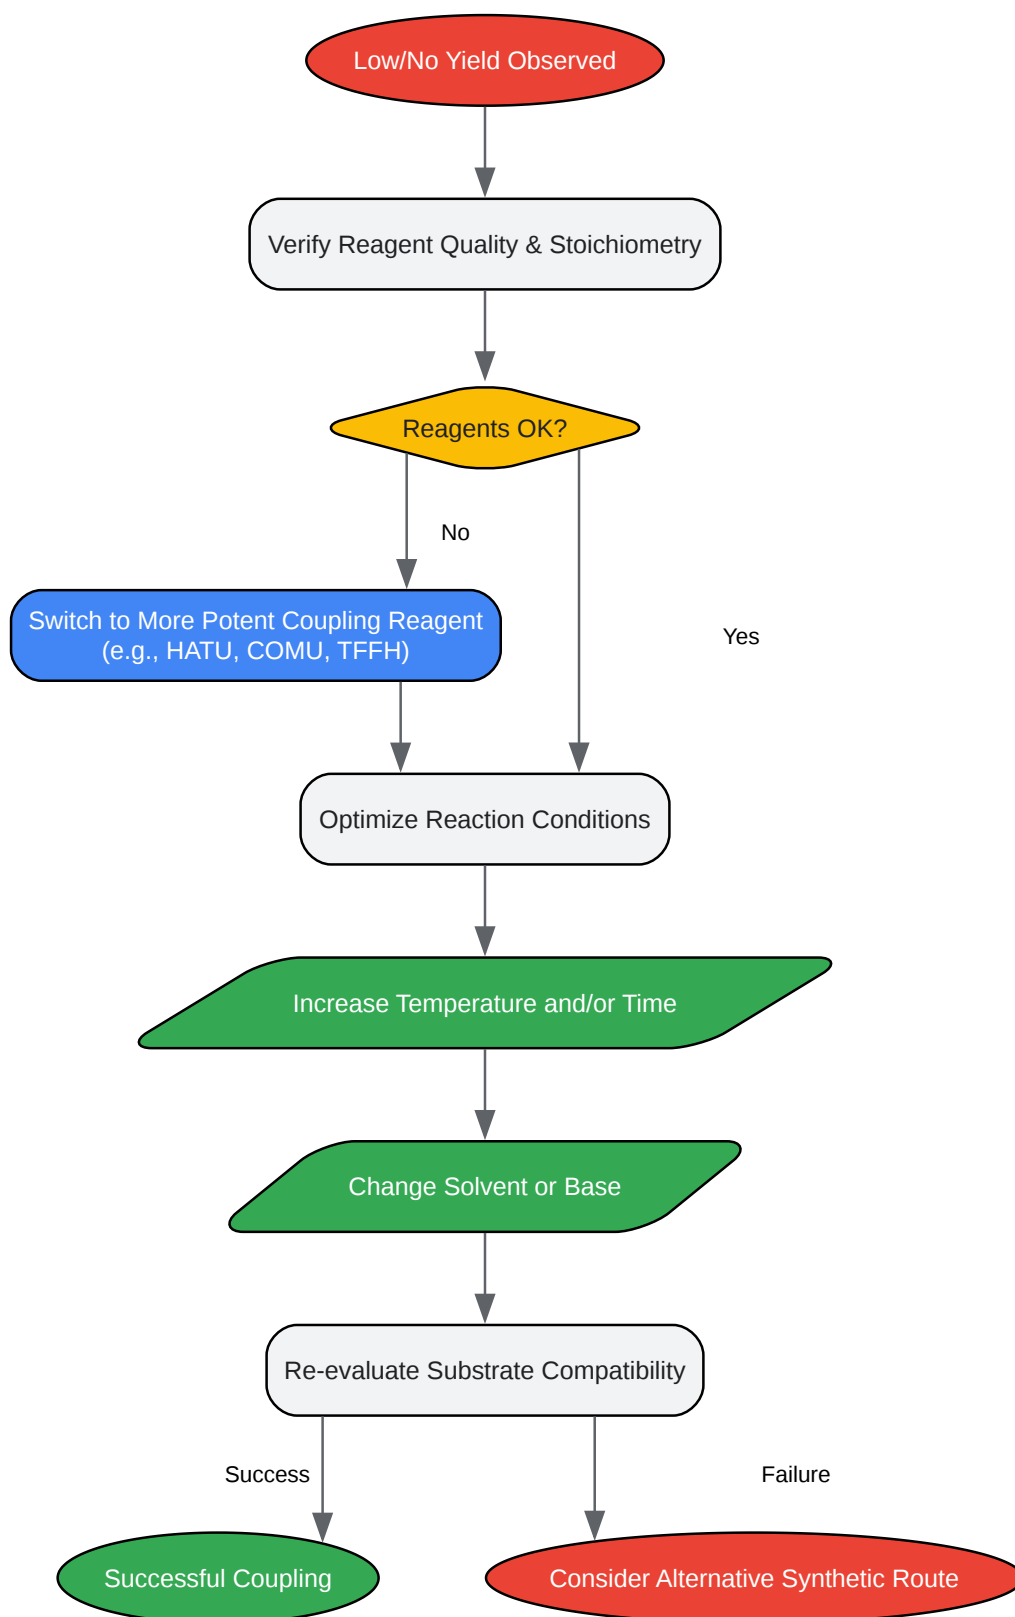 Low/No Yield Observed
Verify Reagent Quality & Stoichiometry
Reagents OK?
No
Switch to More Potent Coupling Reagent
(e.g., HATU, COMU, TFFH)
Yes
Optimize Reaction Conditions
Increase Temperature and/or Time
Change Solvent or Base
Re-evaluate Substrate Compatibility
Success
Failure
Successful Coupling
Consider Alternative Synthetic Route